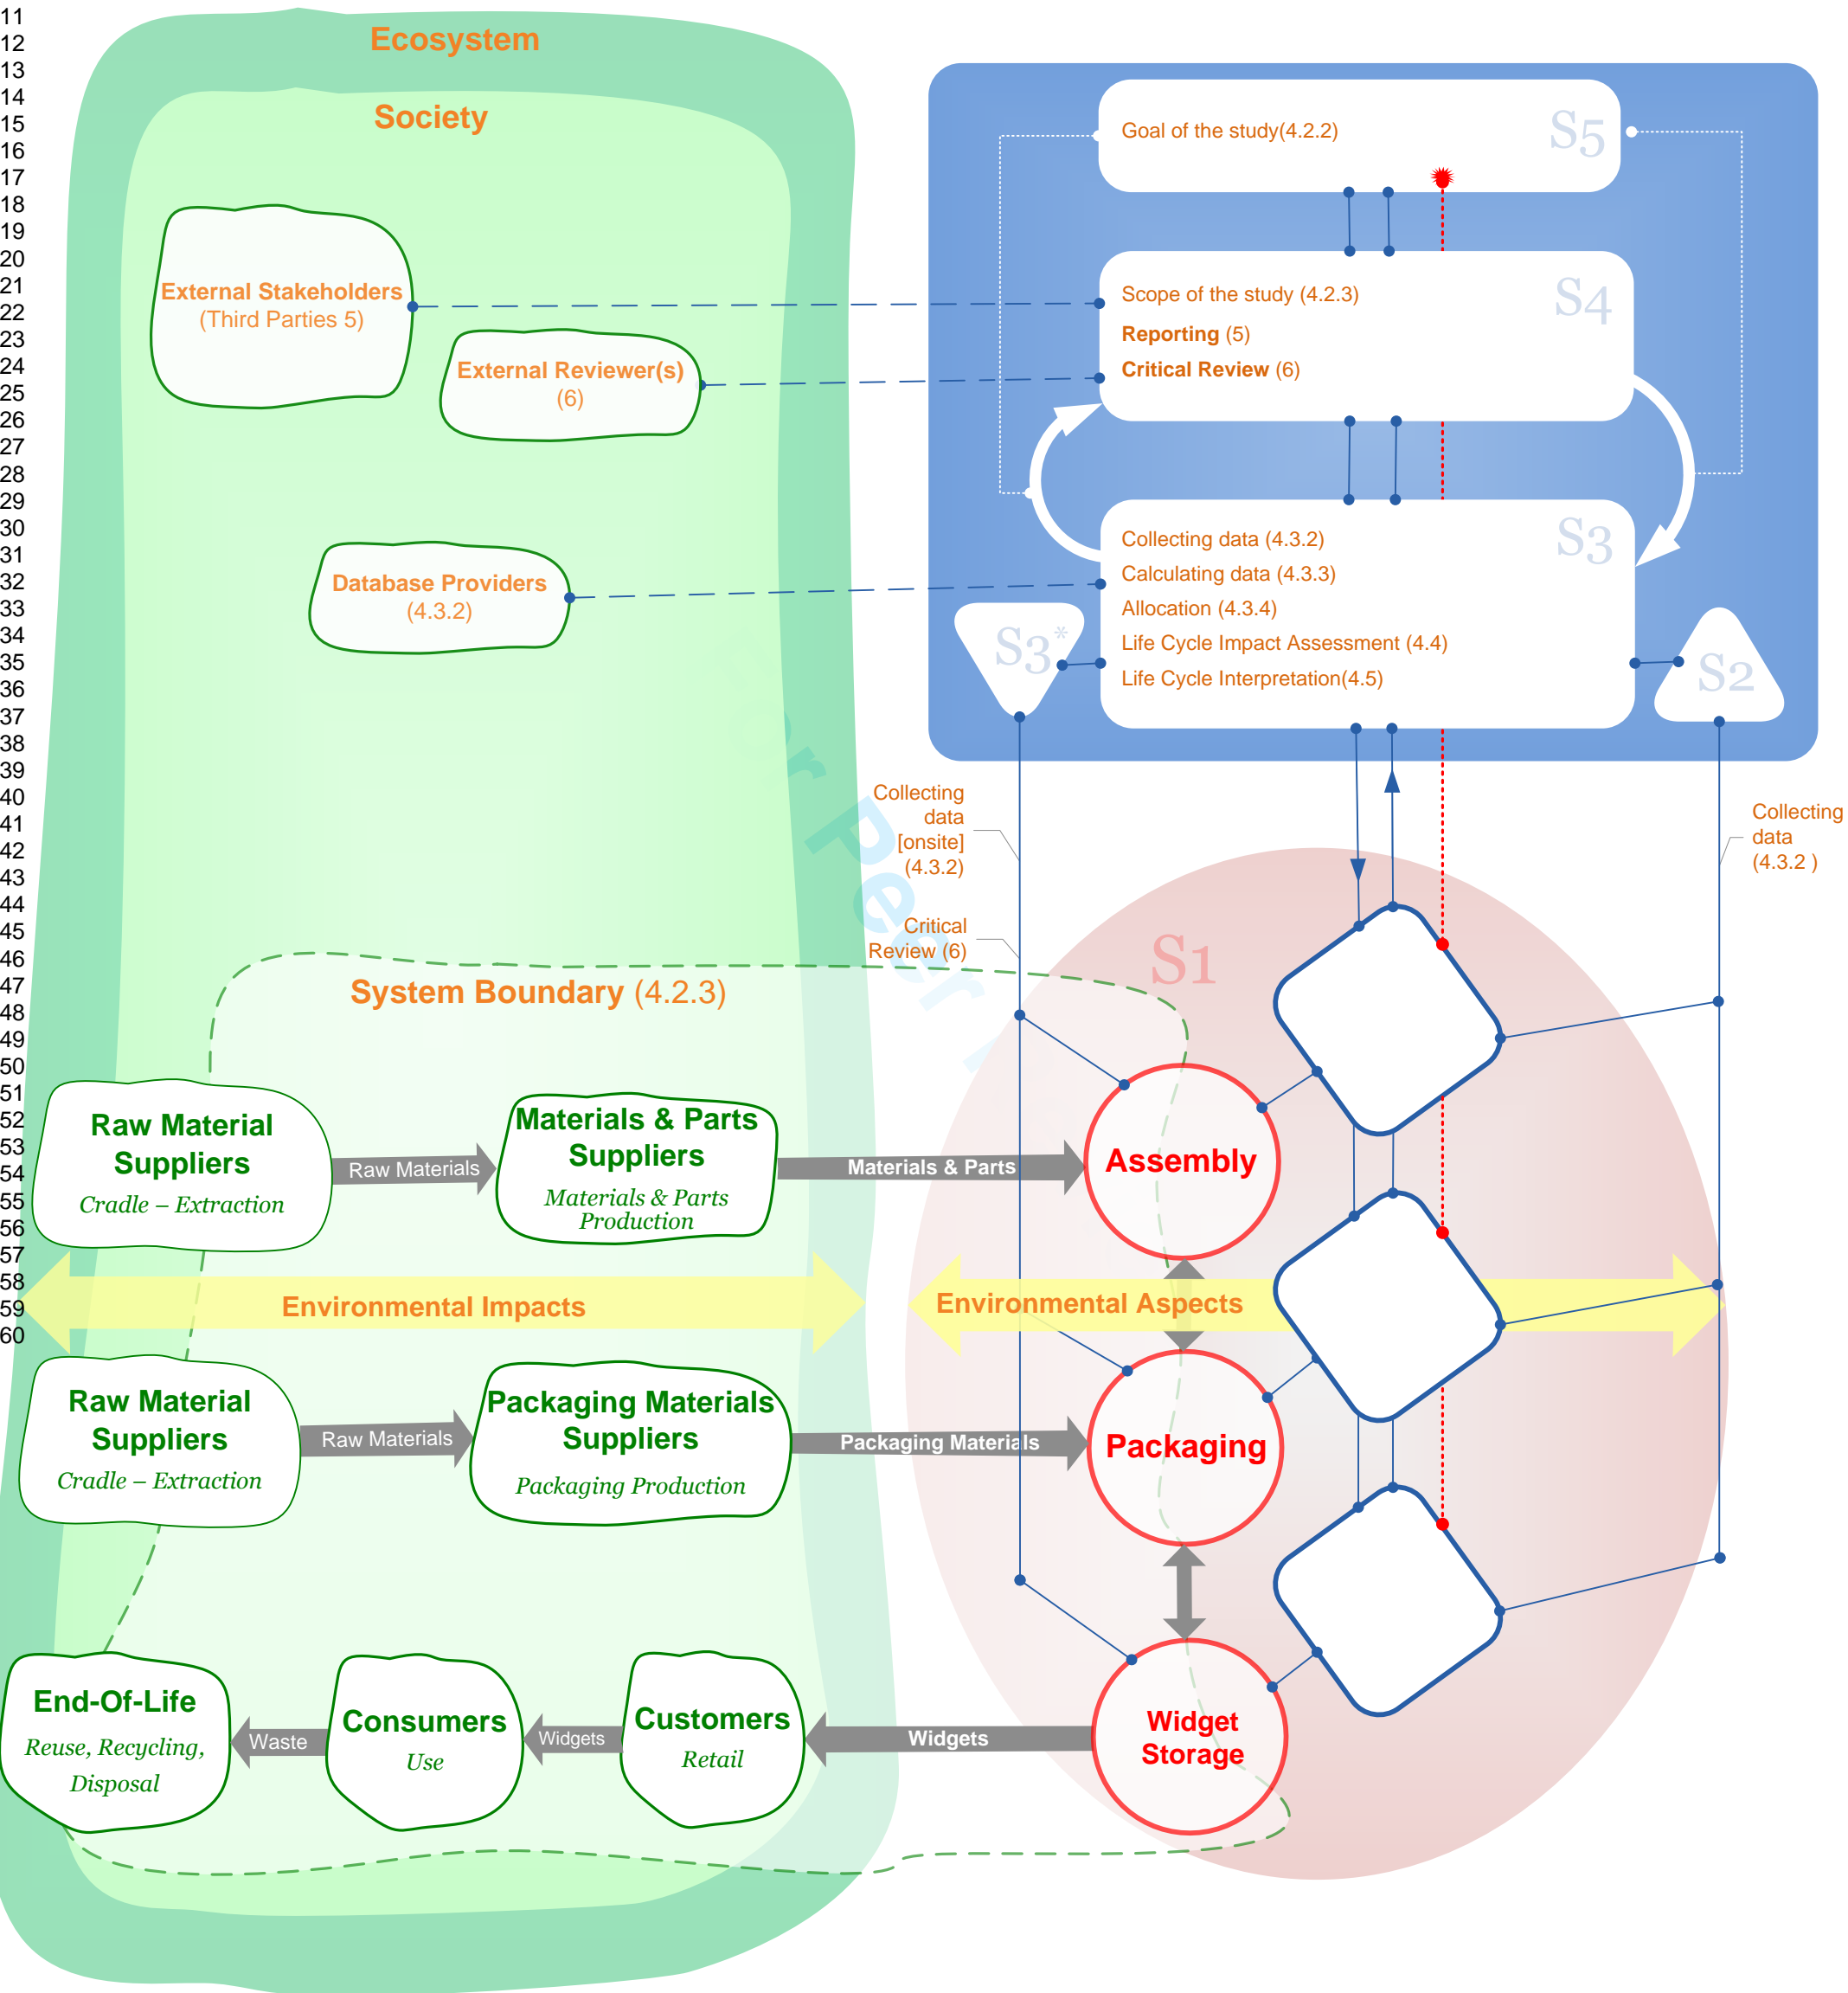 11
12
13
14
15
16
17
18
19
20
21
22
23
24
25
26
27
28
29
30
31
32
33
34
35
36
37
38
39
40
41
42
43
44
45
46
47
48
49
50
51
52
53
54
55
56
57
58
59
60
Ecosystem
Society
External Stakeholders
(Third Parties 5)
External Reviewer(s)
(6)
Database Providers
(4.3.2)
Goal of the study(4.2.2)
S5
Scope of the study (4.2.3)
Reporting (5)
Critical Review (6)
S4
Collecting data (4.3.2)
Calculating data (4.3.3)
Allocation (4.3.4)
Life Cycle Impact Assessment (4.4)
Life Cycle Interpretation(4.5)
S3
S3*
S2
Collecting
data
[onsite]
(4.3.2)
Critical
Review (6)
Collecting
data
(4.3.2 )
S1
System Boundary (4.2.3)
Raw Material
Suppliers
Cradle – Extraction
Raw Materials
Materials & Parts
Suppliers
Materials & Parts
Production
Materials & Parts
Assembly
Environmental Impacts
Environmental Aspects
Raw Material
Suppliers
Cradle – Extraction
Raw Materials
Packaging Materials
Suppliers
Packaging Production
Packaging Materials
Packaging
End-Of-Life
Reuse, Recycling,
Disposal
Waste
Consumers
Use
Widgets
Customers
Retail
Widgets
Widget
Storage
Peer